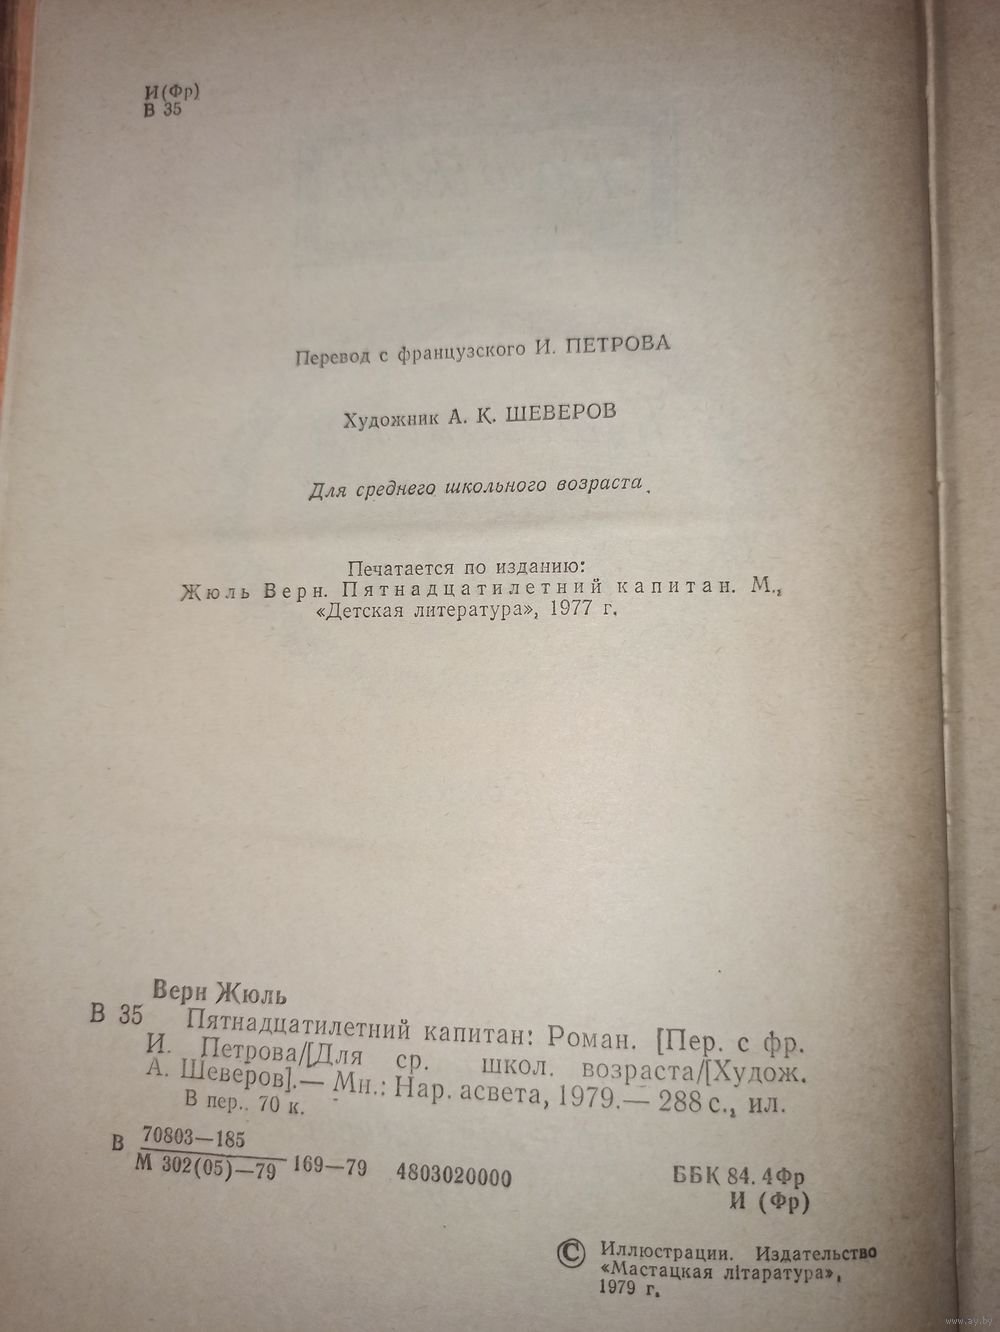 И(Фр)
В 35
Перевод с французского И. ПЕТРОВА
Художник А. К. ШЕВЕРОВ
Для среднего школьного возраста.
Печатается по изданию:
Жюль Верн. Пятнадцатилетний капитан. М.,
«Детская литература», 1977 г.
Верн Жюль
В 35 Пятнадцатилетний капитан: Роман. [Пер. с фр.
И. Петрова/[Для ср. школ. возраста/[Худож.
А. Шеверов].— Мн.: Нар. асвета, 1979.— 288 с., ил.
В пер.. 70 к.
В 70803—185
М 302(05)—79 169—79 4803020000
ББК 84. 4Фр
И (Фр)
© Иллюстрации. Издательство
«Мастацкая літаратура»,
1979 г.
www.ay.by